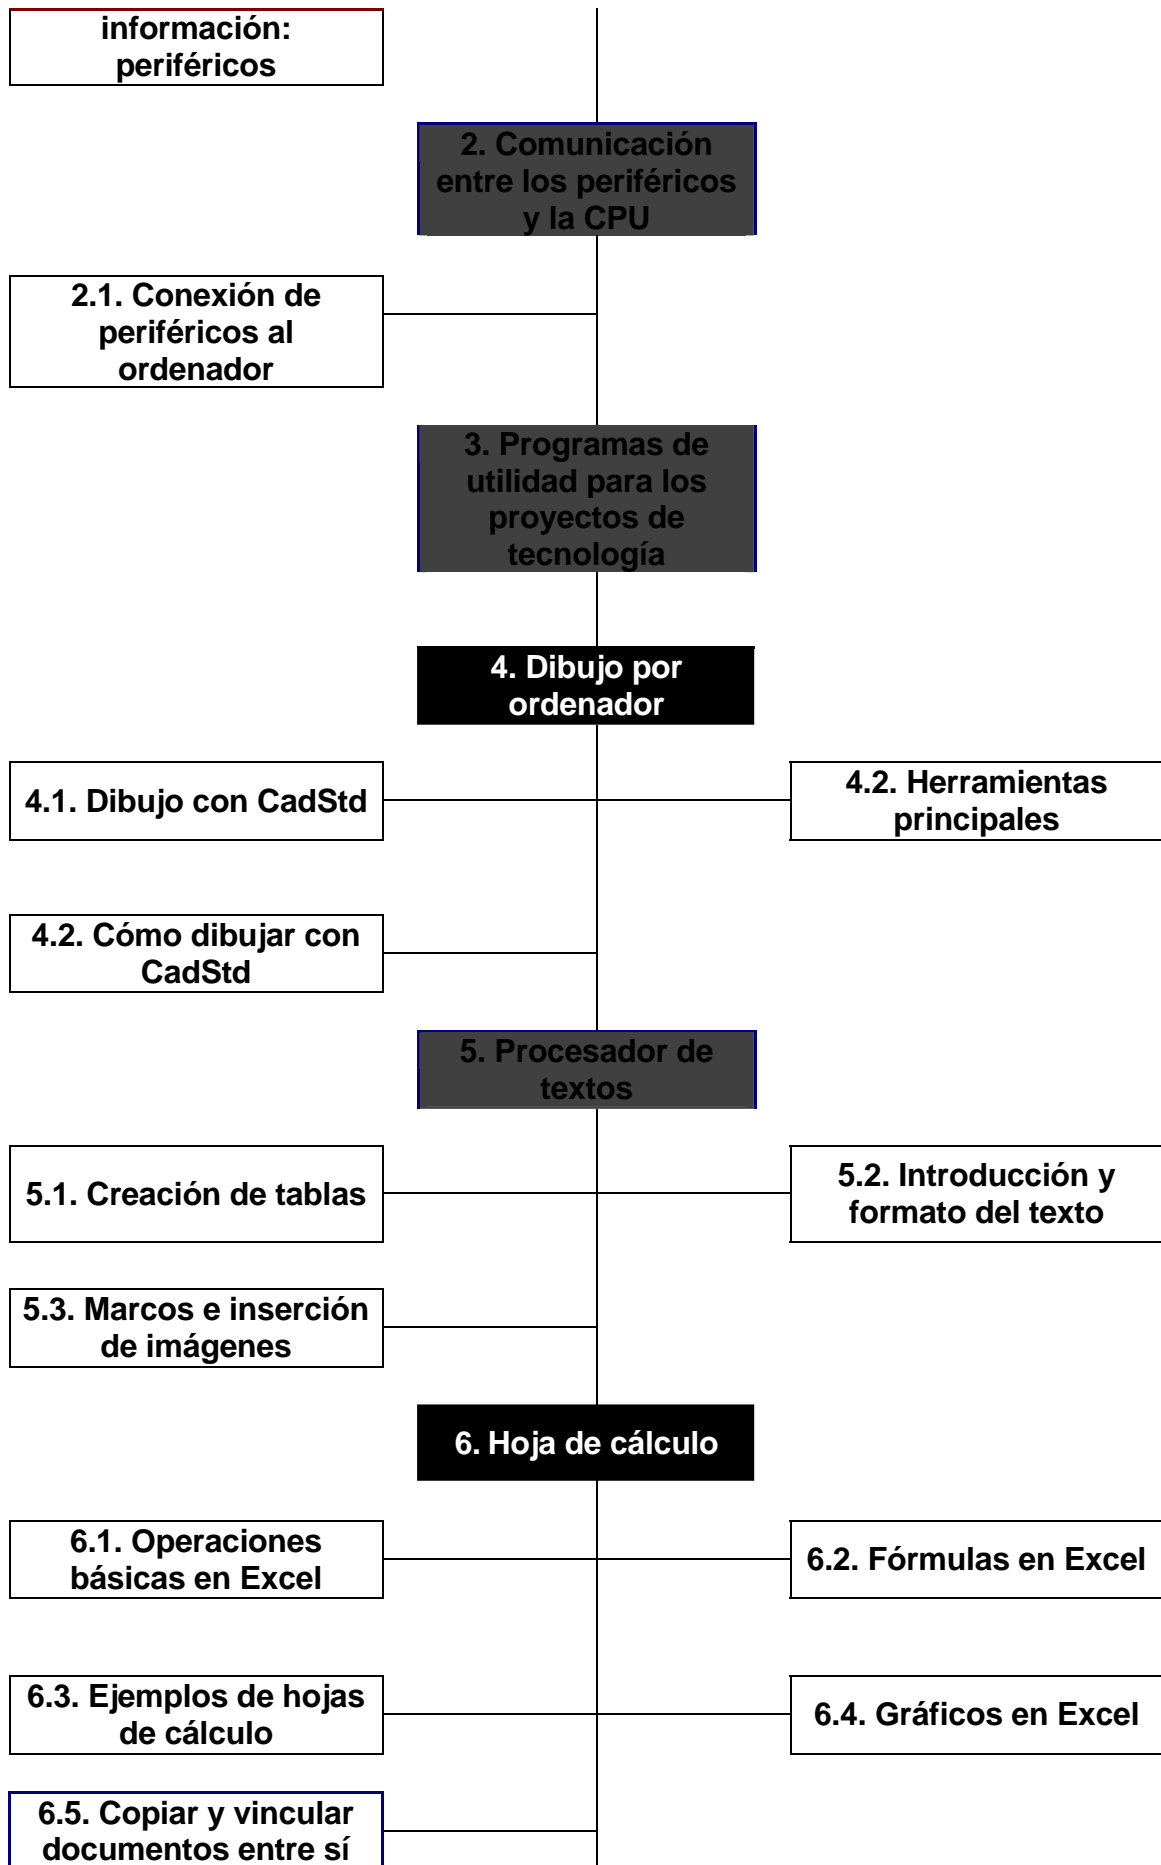 información:
periféricos
2. Comunicación
entre los periféricos
y la CPU
2.1. Conexión de
periféricos al
ordenador
3. Programas de
utilidad para los
proyectos de
tecnología
4. Dibujo por
ordenador
4.1. Dibujo con CadStd
4.2. Herramientas
principales
4.2. Cómo dibujar con
CadStd
5. Procesador de
textos
5.1. Creación de tablas
5.2. Introducción y
formato del texto
5.3. Marcos e inserción
de imágenes
6. Hoja de cálculo
6.1. Operaciones
básicas en Excel
6.2. Fórmulas en Excel
6.3. Ejemplos de hojas
de cálculo
6.4. Gráficos en Excel
6.5. Copiar y vincular
documentos entre sí